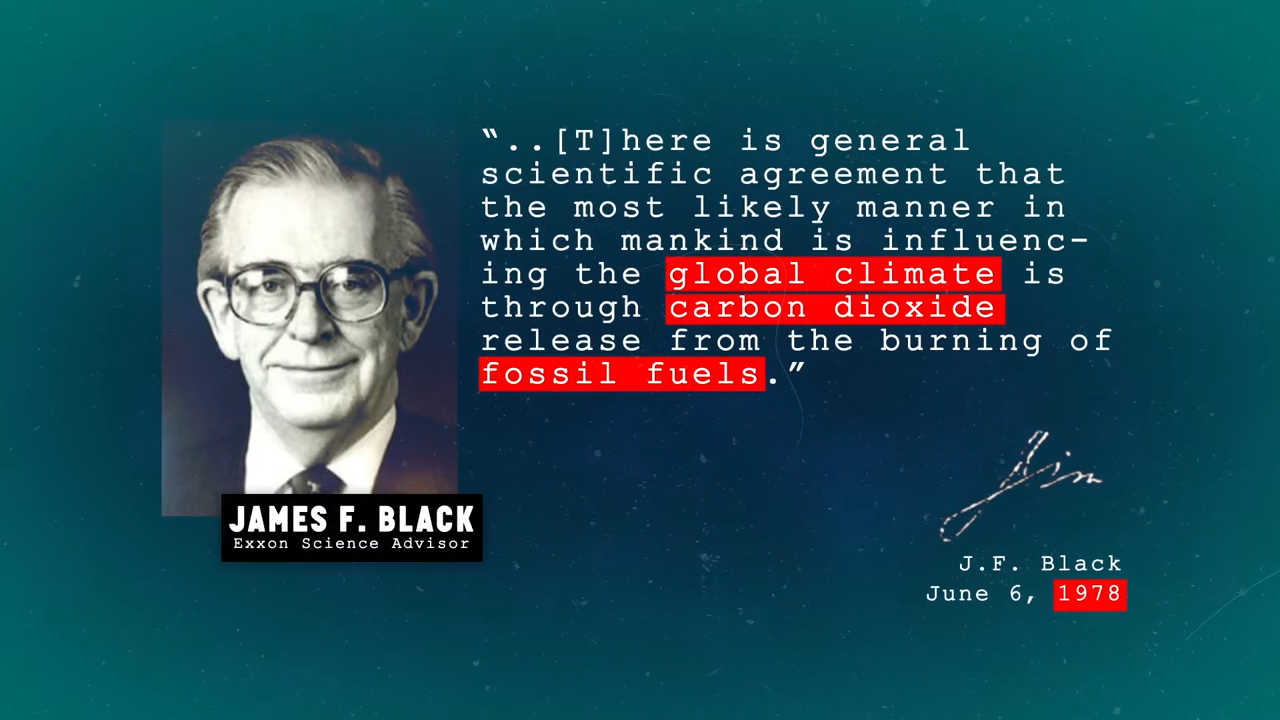 “..[T]here is general
scientific agreement that
the most likely manner in
which mankind is influenc-
ing the global climate is
through carbon dioxide
release from the burning of
fossil fuels.”
Jim
J.F. Black
June 6, 1978
JAMES F. BLACK
Exxon Science Advisor